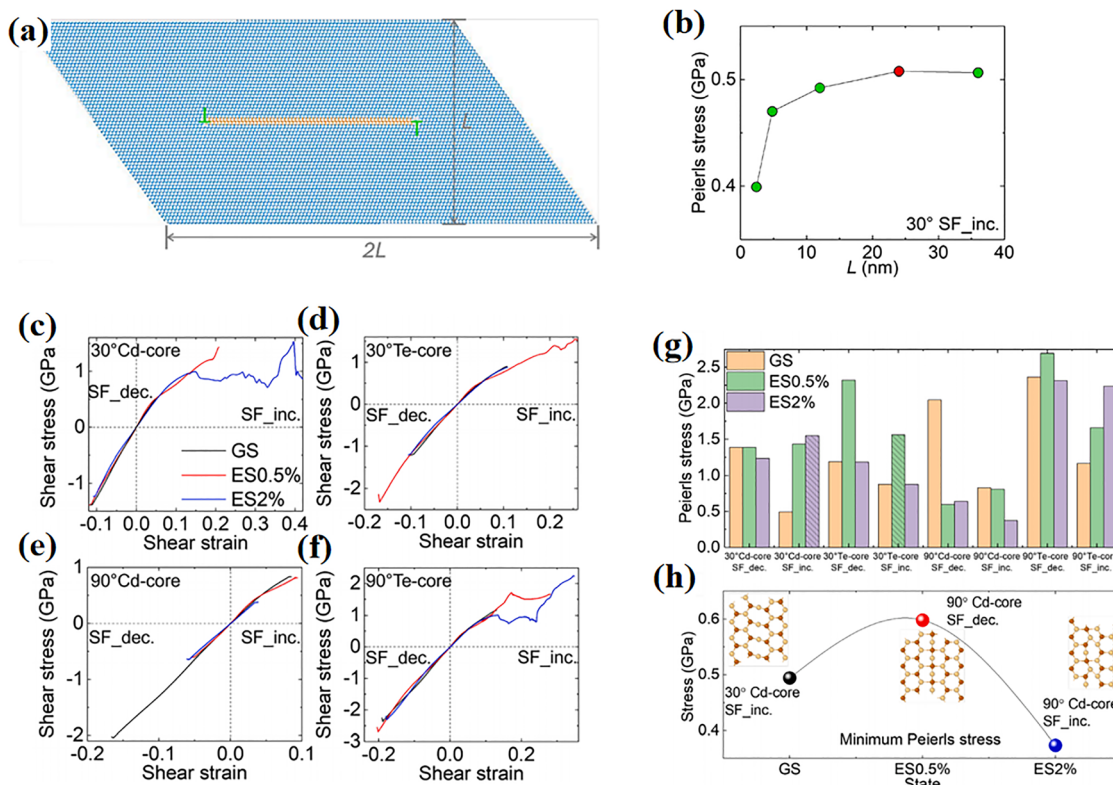 (a)
L
2L
(b)
Peierls stress (GPa)
0.5
0.4
30° SF_inc.
0 10 20 30 40
L (nm)
(c)
Shear stress (GPa)
1
0
-1
30°Cd-core
SF_dec.
SF_inc.
GS
ES0.5%
ES2%
-0.1 0.0 0.1 0.2 0.3 0.4
Shear strain
(d)
Shear stress (GPa)
1
0
-1
-2
30°Te-core
SF_dec.
SF_inc.
-0.2 -0.1 0.0 0.1 0.2
Shear strain
(e)
Shear stress (GPa)
1
0
-1
-2
90°Cd-core
SF_dec.
SF_inc.
-0.2 -0.1 0.0 0.1
Shear strain
(f)
Shear stress (GPa)
2
1
0
-1
-2
-3
90°Te-core
SF_dec.
SF_inc.
-0.2 0.0 0.2
Shear strain
(g)
Peierls stress (GPa)
2.5
2.0
1.5
1.0
0.5
0.0
GS
ES0.5%
ES2%
30°Cd-core 30°Cd-core 30°Te-core 30°Te-core 90°Cd-core 90°Cd-core 90°Te-core 90°Te-core
SF_dec. SF_inc. SF_dec. SF_inc. SF_dec. SF_inc. SF_dec. SF_inc.
(h)
Stress (GPa)
0.6
0.5
0.4
30° Cd-core
SF_inc.
90° Cd-core
SF_dec.
90° Cd-core
SF_inc.
Minimum Peierls stress
GS ES0.5% ES2%
State